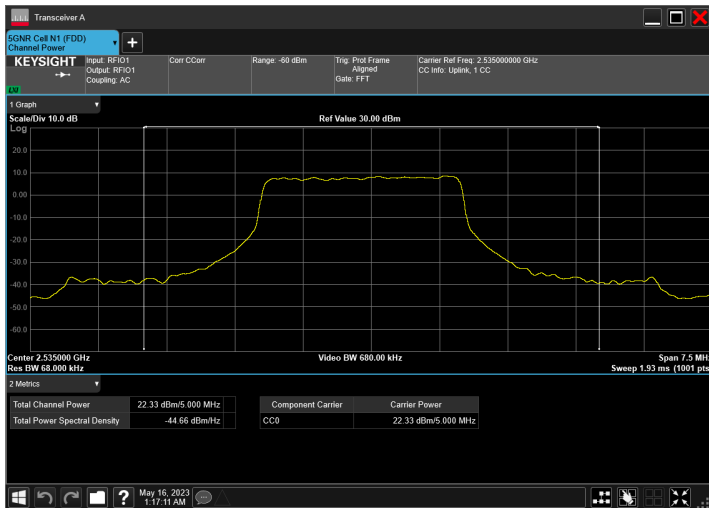 Transceiver A
5GNR Cell N1 (FDD)
Channel Power
KEYSIGHT
LXI
Input: RFIO1
Output: RFIO1
Coupling: AC
Corr CCorr
Range: -60 dBm
Trig: Prot Frame
Aligned
Gate: FFT
Carrier Ref Freq: 2.535000000 GHz
CC Info: Uplink, 1 CC
1 Graph
Scale/Div 10.0 dB
Ref Value 30.00 dBm
Log
20.0
10.0
0.00
-10.0
-20.0
-30.0
-40.0
-50.0
-60.0
Center 2.535000 GHz
Video BW 680.00 kHz
Span 7.5 MH
Res BW 68.000 kHz
Sweep 1.93 ms (1001 pts
2 Metrics
Total Channel Power 22.33 dBm/5.000 MHz
Total Power Spectral Density -44.66 dBm/Hz
Component Carrier Carrier Power
CC0 22.33 dBm/5.000 MHz
?
May 16, 2023
1:17:11 AM